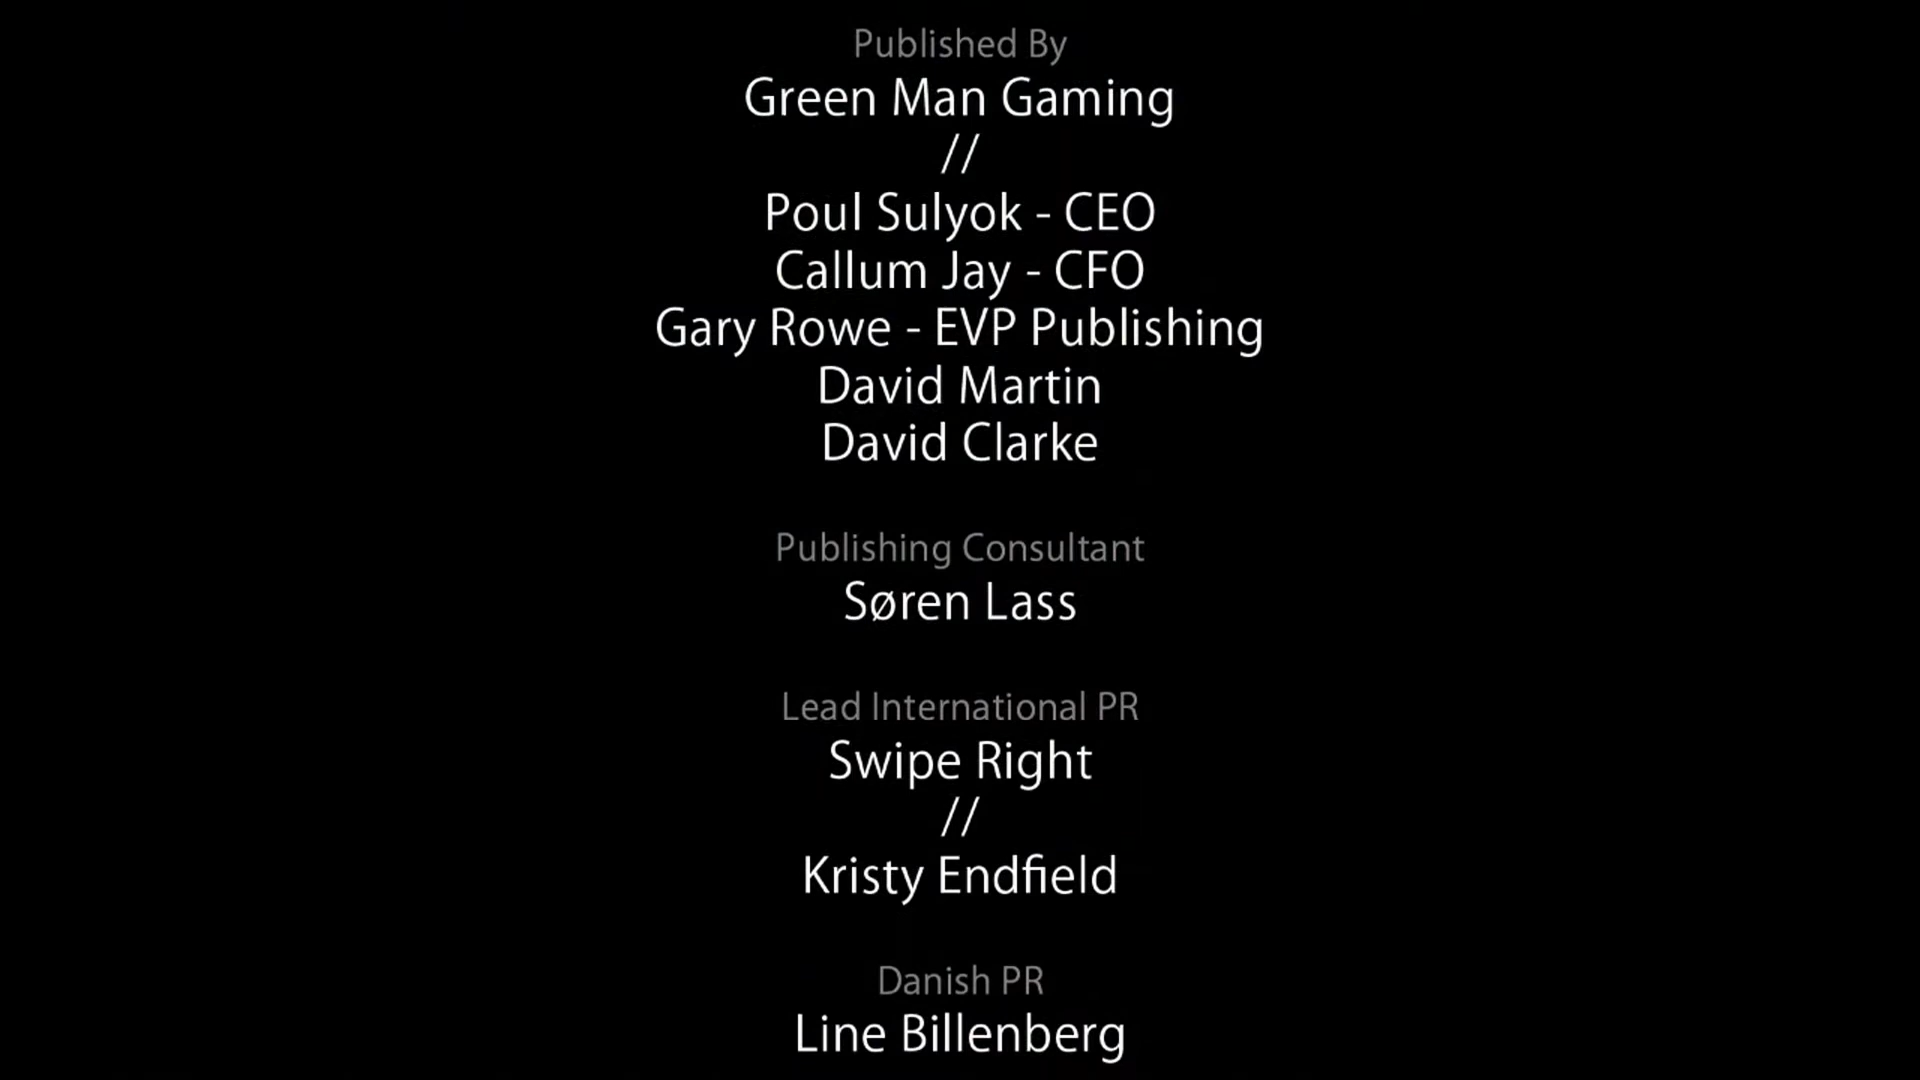 Published By
Green Man Gaming
//
Poul Sulyok - CEO
Callum Jay - CFO
Gary Rowe - EVP Publishing
David Martin
David Clarke
Publishing Consultant
Søren Lass
Lead International PR
Swipe Right
//
Kristy Endfield
Danish PR
Line Billenberg